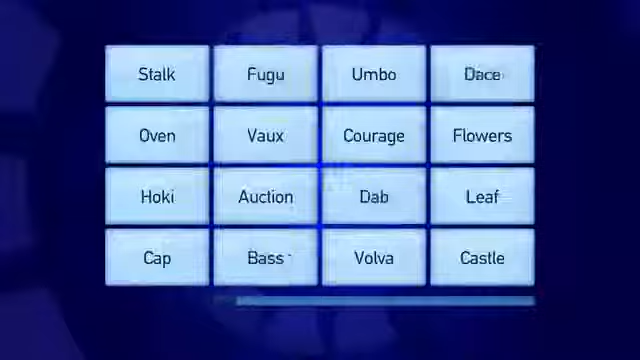 Stalk Fugu Umbo Dace
Oven Vaux Courage Flowers
Hoki Auction Dab Leaf
Cap Bass Volva Castle